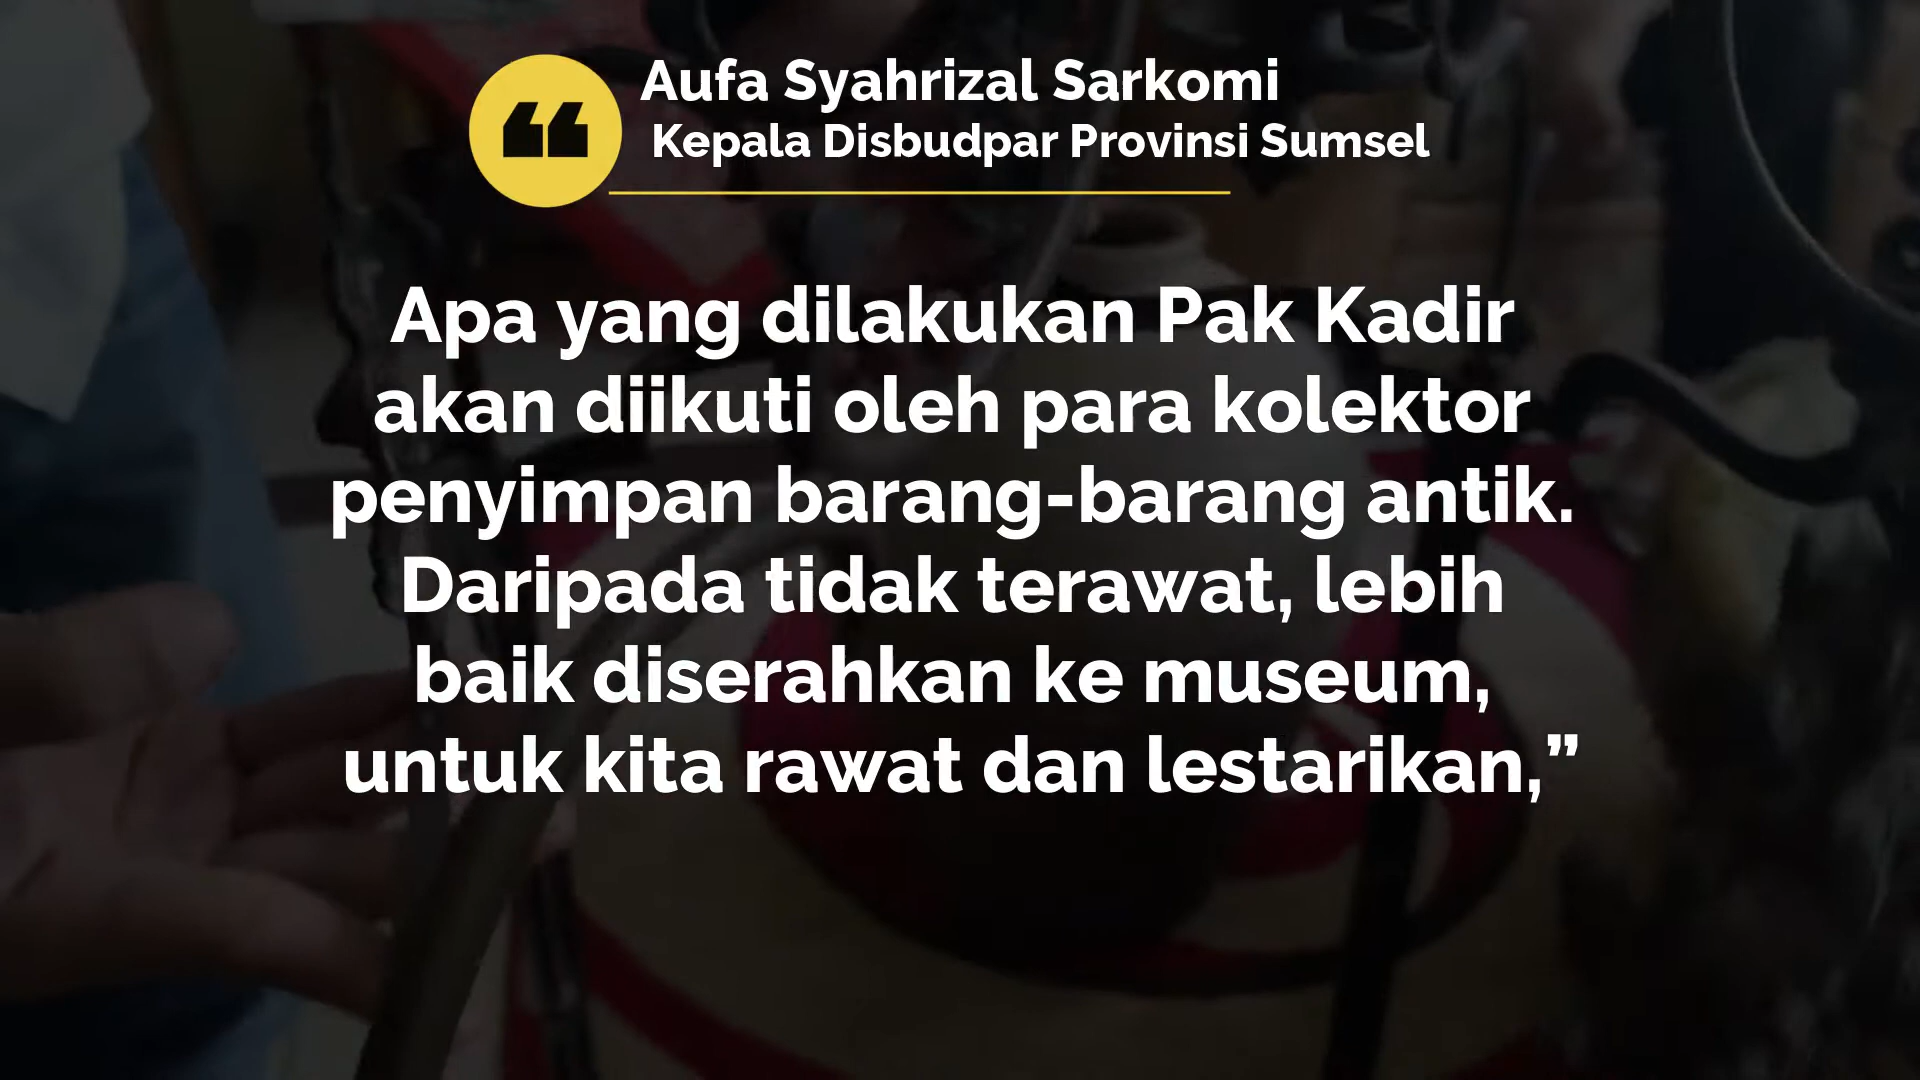 Aufa Syahrizal Sarkomi
Kepala Disbudpar Provinsi Sumsel
Apa yang dilakukan Pak Kadir
akan diikuti oleh para kolektor
penyimpan barang-barang antik.
Daripada tidak terawat, lebih
baik diserahkan ke museum,
untuk kita rawat dan lestarikan,”